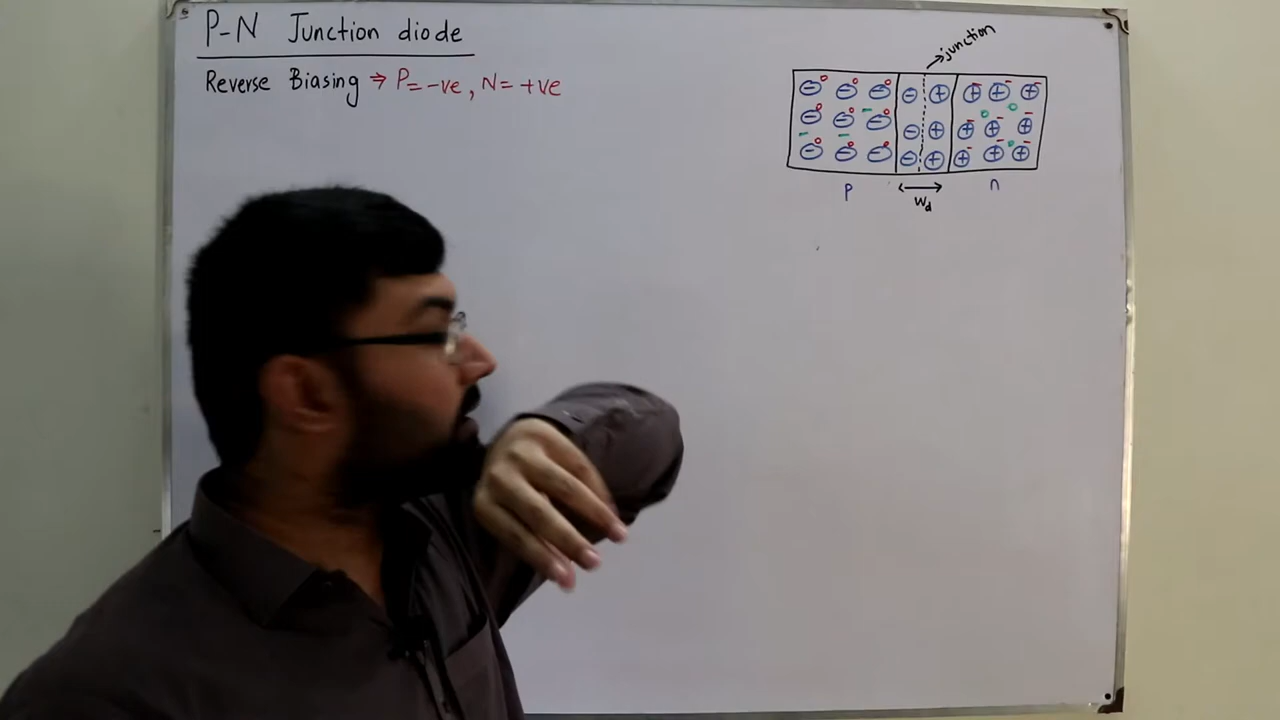 P-N Junction diode
Reverse Biasing ⇒ P= -ve, N= +ve
junction
p
n
Wd